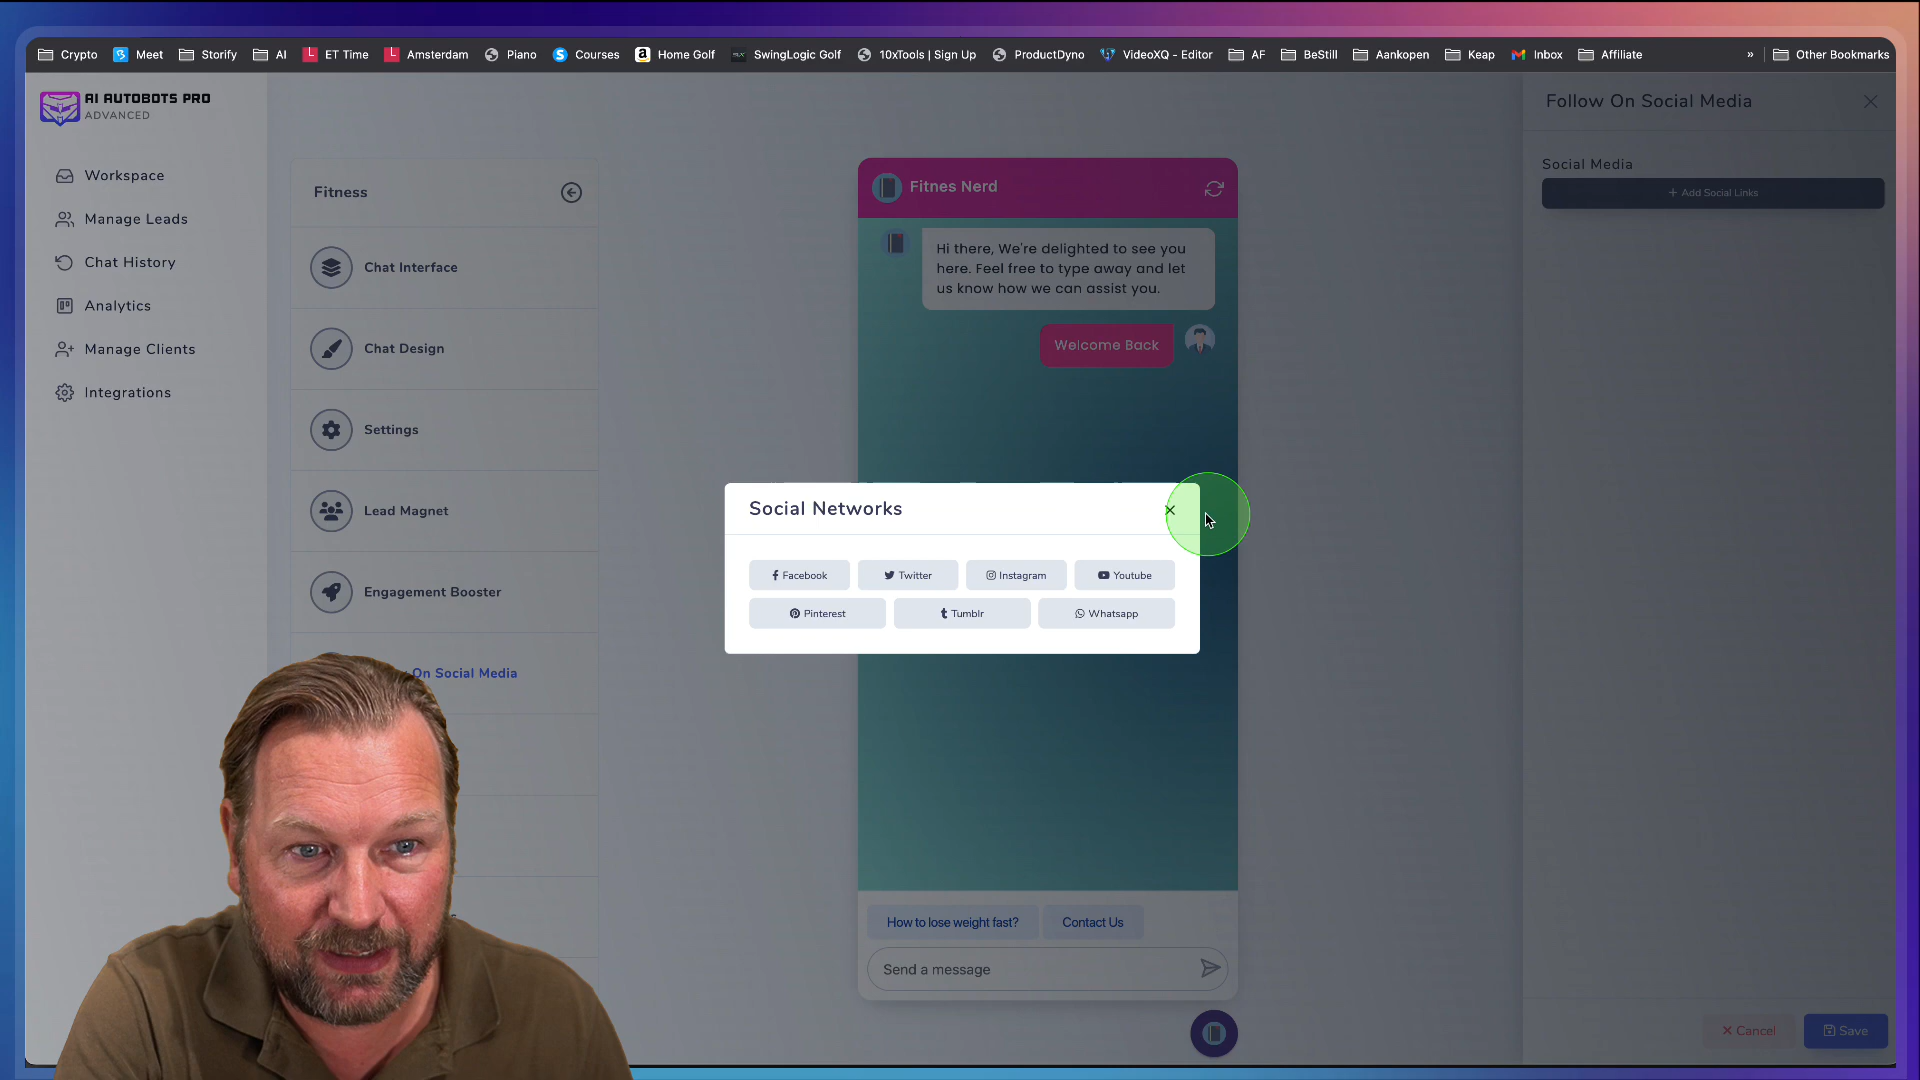 Crypto
Meet
Storify
AI
ET Time
Amsterdam
Piano
Courses
Home Golf
SwingLogic Golf
10xTools | Sign Up
ProductDyno
VideoXQ - Editor
AF
BeStill
Aankopen
Keap
Inbox
Affiliate
»
Other Bookmarks
AI AUTOBOTS PRO
ADVANCED
Workspace
Manage Leads
Chat History
Analytics
Manage Clients
Integrations
Fitness
Chat Interface
Chat Design
Settings
Lead Magnet
Engagement Booster
On Social Media
Fitnes Nerd
Hi there, We're delighted to see you
here. Feel free to type away and let
us know how we can assist you.
Welcome Back
Social Networks
Facebook
Twitter
Instagram
Youtube
Pinterest
Tumblr
Whatsapp
How to lose weight fast?
Contact Us
Send a message
Follow On Social Media
Social Media
+ Add Social Links
Cancel
Save